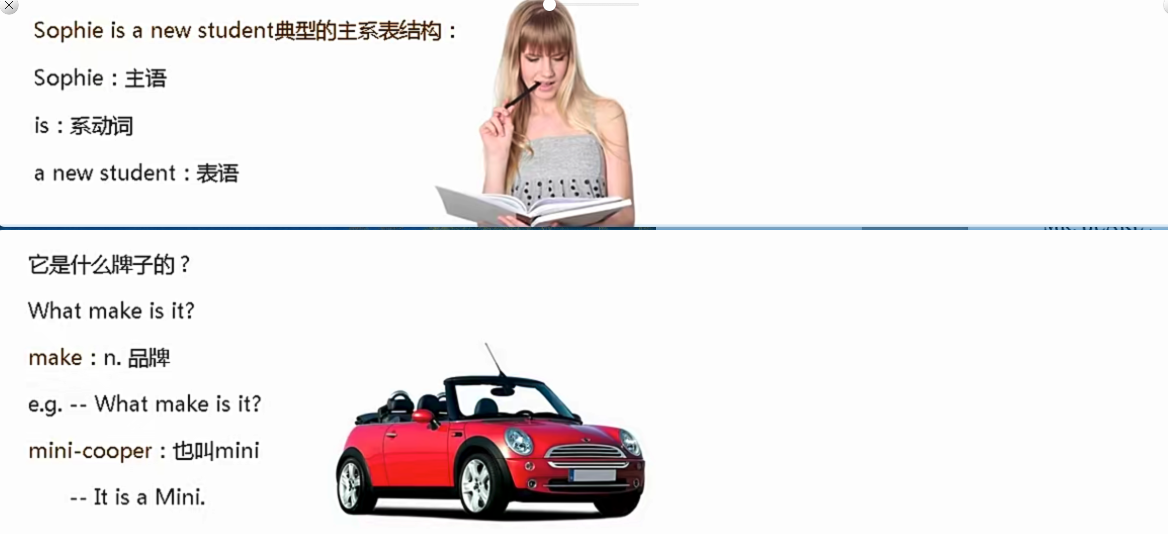 Sophie is a new student典型的主系表结构：
Sophie：主语
is：系动词
a new student：表语
它是什么牌子的？
What make is it?
make：n. 品牌
e.g. -- What make is it?
mini-cooper：也叫mini
-- It is a Mini.